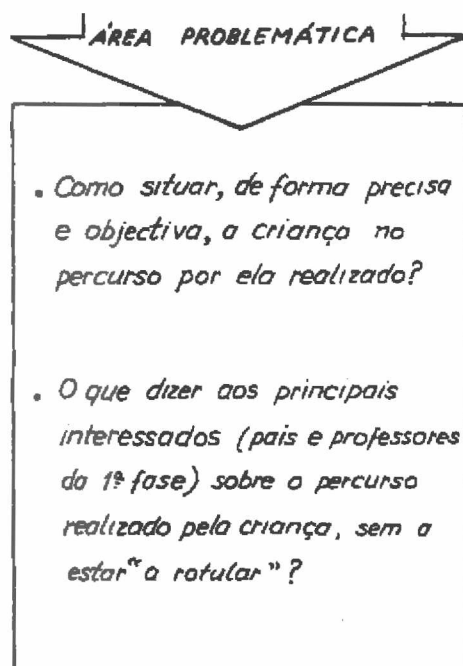 ÁREA PROBLEMÁTICA
. Como situar, de forma precisa
e objectiva, a criança no
percurso por ela realizado?
. O que dizer aos principais
interessados (pais e professores
da 1ª fase) sobre o percurso
realizado pela criança, sem a
estar "a rotular"?